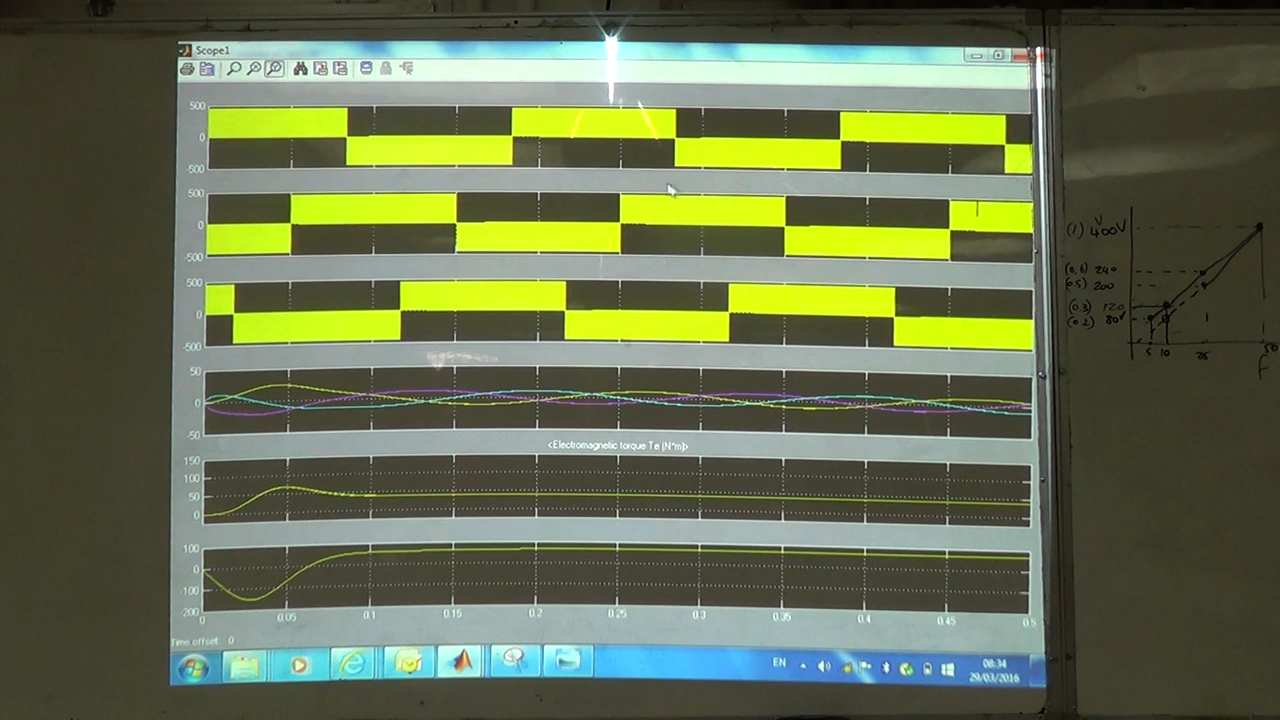 Scope1
500
0
-500
500
0
-500
500
0
-500
50
0
-50
<Electromagnetic torque Te (N*m)>
150
100
50
0
100
0
-100
-200
0 0.05 0.1 0.15 0.2 0.25 0.3 0.35 0.4 0.45 0.5
Time offset: 0
EN
08:34
29/03/2016
V
(1) 400V
(0,6) 240
(0.5) 200
(0.3) 120
(0.2) 80V
5 10 25 50
F